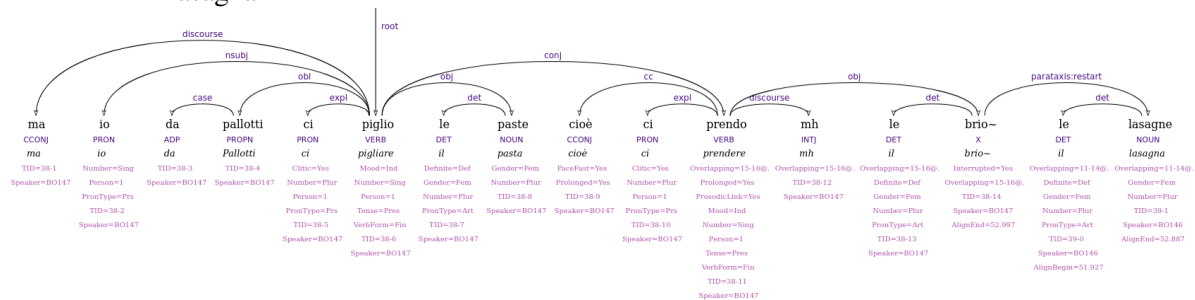 root
discourse
nsubj conj
obl obj cc obj parataxis:restart
case expl det expl discourse det det
ma io da pallotti ci piglio le paste cioè ci prendo mh le brio~ le lasagne
CCONJ PRON ADP PROPN PRON VERB DET NOUN CCONJ PRON VERB INTJ DET X DET NOUN
ma io da Pallotti ci pigliare il pasta cioè ci prendere mh il brio~ il lasagna
TID=38-1 Number=Sing TID=38-3 TID=38-4 Clitic=Yes Mood=Ind Definite=Def Gender=Fem PaceFast=Yes Clitic=Yes Overlapping=15-16@. Overlapping=15-16@. Overlapping=15-16@. Interrupted=Yes Overlapping=11-14@. Overlapping=11-14@.
Speaker=BO147 Person=1 Speaker=BO147 Speaker=BO147 Number=Plur Number=Sing Gender=Fem Number=Plur Prolonged=Yes Number=Plur Prolonged=Yes TID=38-12 Definite=Def Overlapping=15-16@. Definite=Def Gender=Fem
PronType=Prs Person=1 Person=1 Number=Plur TID=38-8 TID=38-9 Person=1 ProsodicLink=Yes Speaker=BO147 Gender=Fem TID=38-14 Gender=Fem Number=Plur
TID=38-2 PronType=Prs Tense=Pres PronType=Art Speaker=BO147 Speaker=BO147 PronType=Prs Mood=Ind Number=Plur Speaker=BO147 Number=Plur TID=39-1
Speaker=BO147 TID=38-5 VerbForm=Fin TID=38-7 TID=38-10 Number=Sing PronType=Art AlignEnd=52.997 PronType=Art Speaker=BO146
Speaker=BO147 TID=38-6 Speaker=BO147 Speaker=BO147 Person=1 TID=38-13 TID=39-0 AlignEnd=52.887
Speaker=BO147 Tense=Pres Speaker=BO147 Speaker=BO146
VerbForm=Fin AlignBegin=51.927
TID=38-11
Speaker=BO147